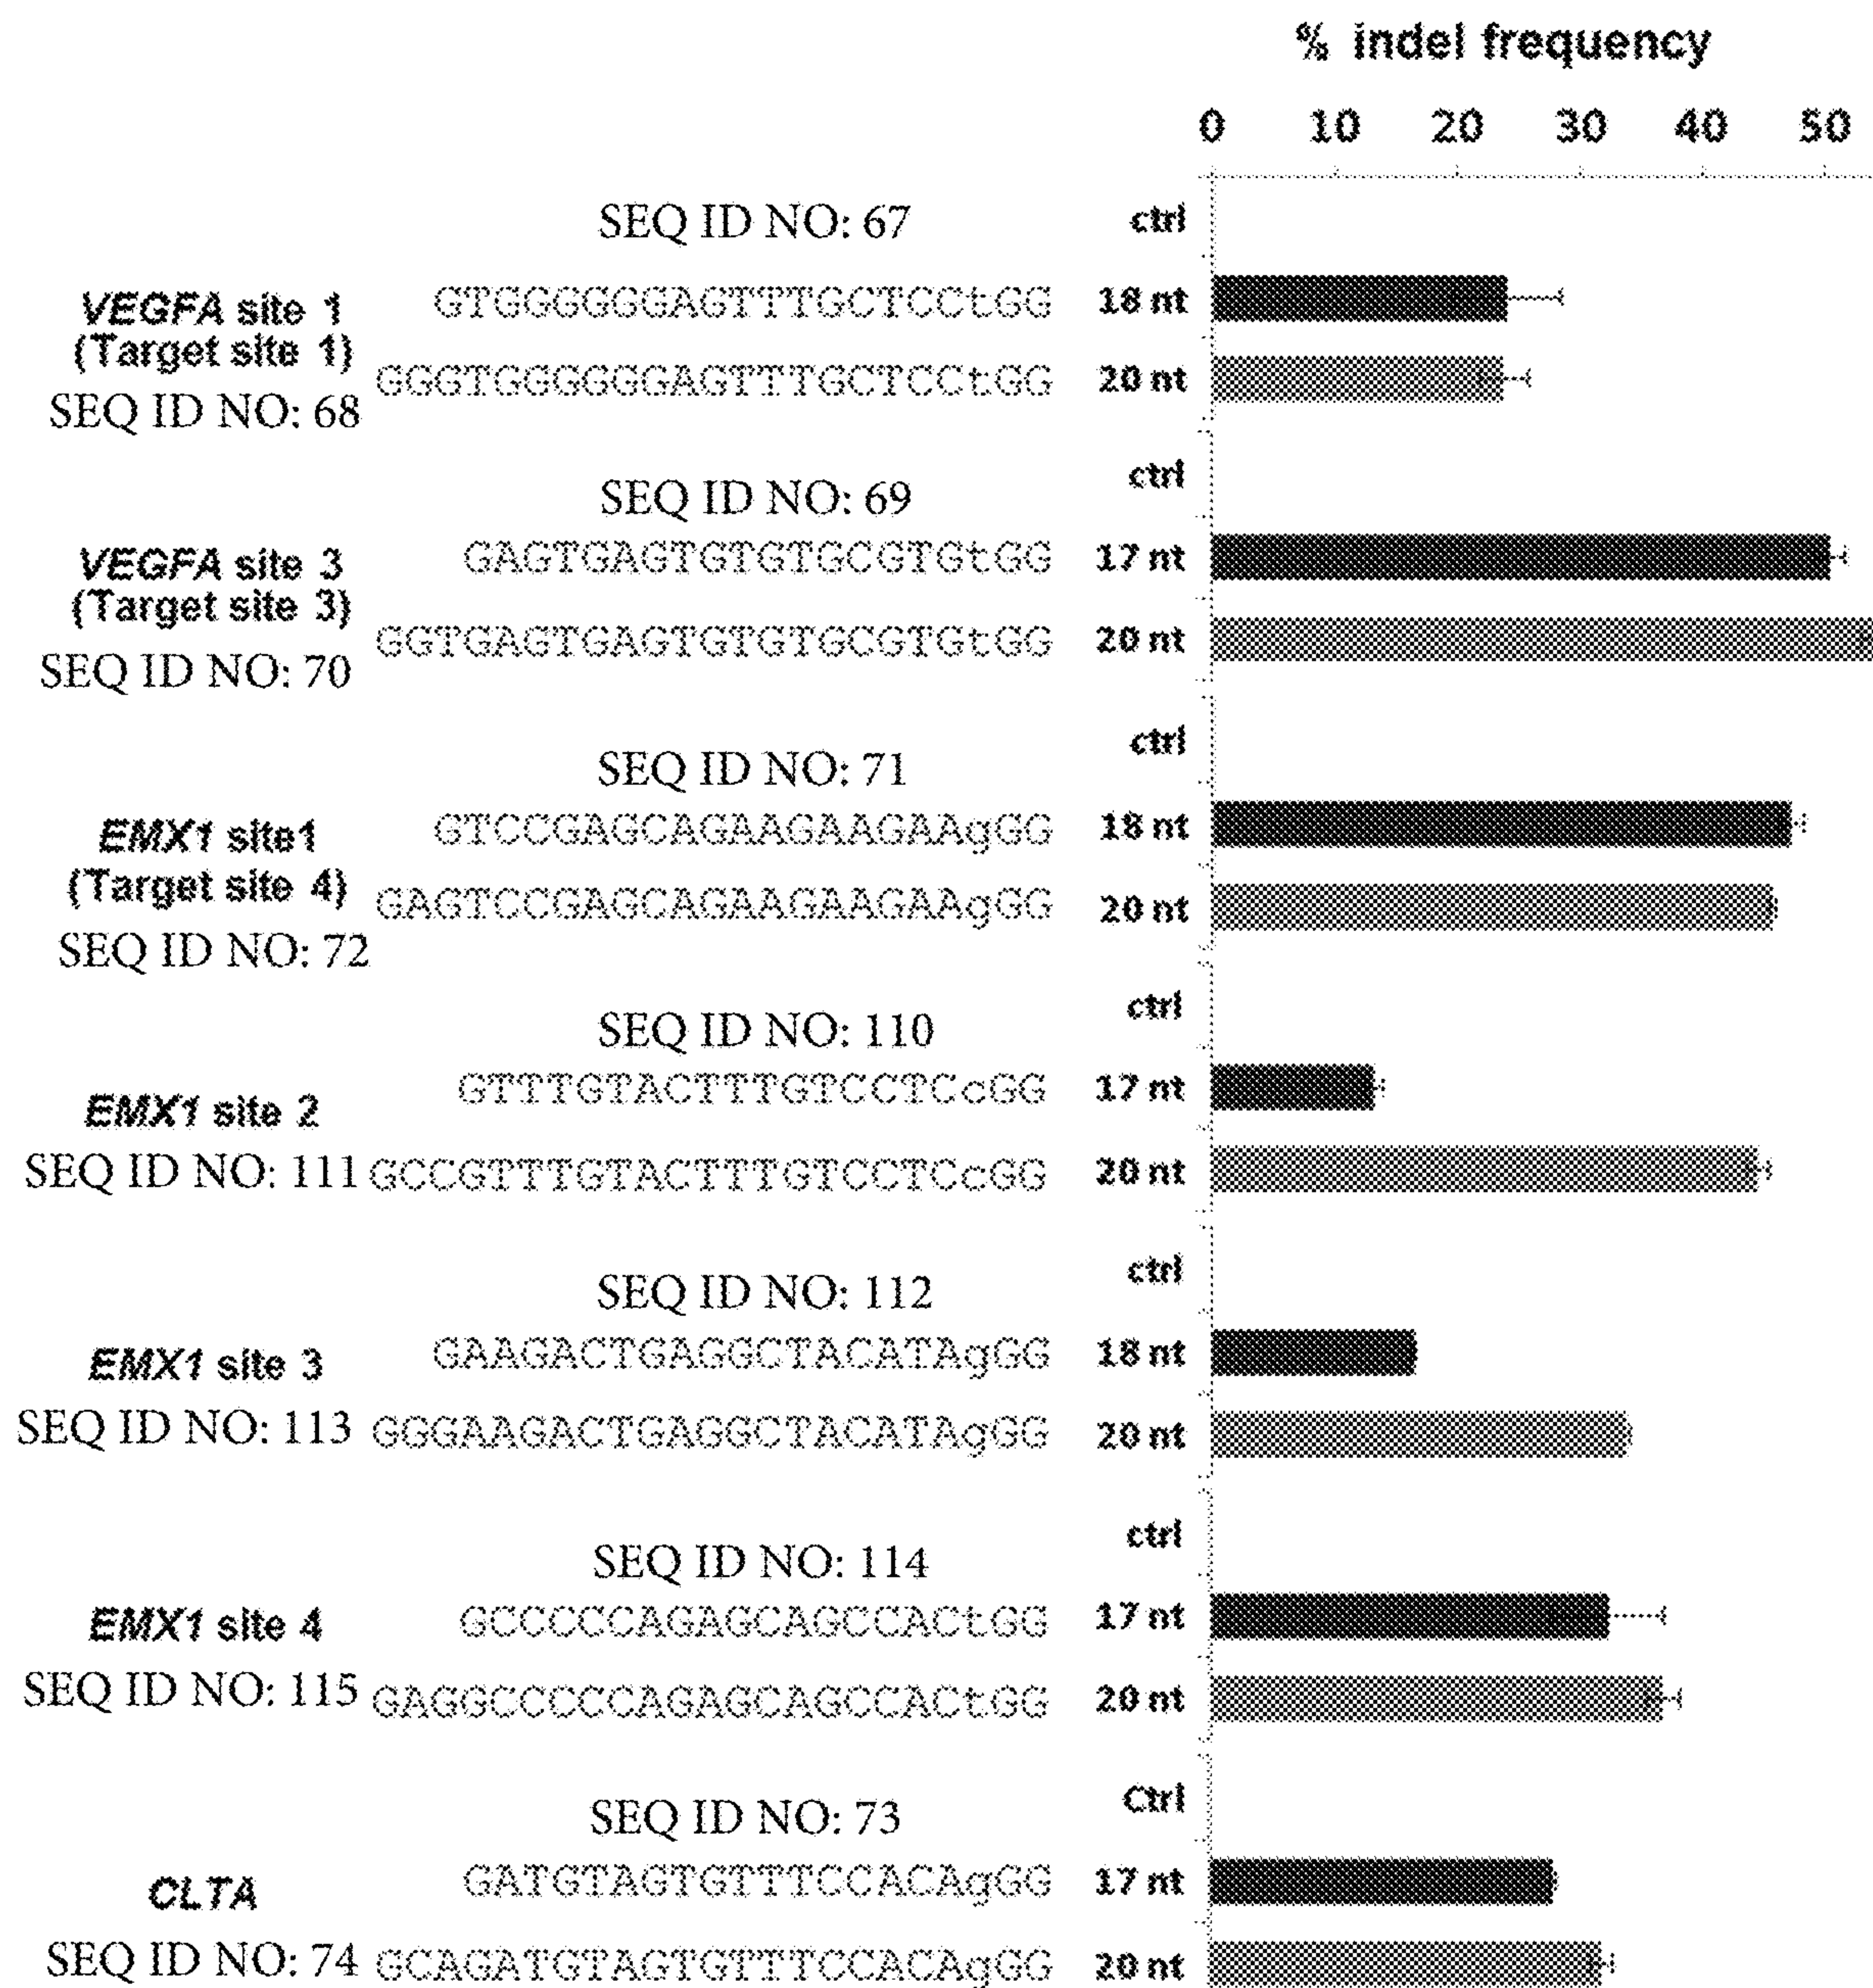 % indel frequency
0 10 20 30 40 50
SEQ ID NO: 67
ctrl
VEGFA site 1
(Target site 1)
SEQ ID NO: 68
GTGGGGGGAGTTTGCTCCtGG
18 nt
GGGTGGGGGGAGTTTGCTCCtGG
20 nt
SEQ ID NO: 69
ctrl
VEGFA site 3
(Target site 3)
SEQ ID NO: 70
GAGTGAGTGTGTGCGTGtGG
17 nt
GGTGAGTGAGTGTGTGCGTGtGG
20 nt
SEQ ID NO: 71
ctrl
EMX1 site1
(Target site 4)
SEQ ID NO: 72
GTCCGAGCAGAAGAAGAAgGG
18 nt
GAGTCCGAGCAGAAGAAGAAgGG
20 nt
SEQ ID NO: 110
ctrl
EMX1 site 2
SEQ ID NO: 111
GTTTGTACTTTGTCCTCcGG
17 nt
GCCGTTTGTACTTTGTCCTCcGG
20 nt
SEQ ID NO: 112
ctrl
EMX1 site 3
SEQ ID NO: 113
GAAGACTGAGGCTACATAgGG
18 nt
GGGAAGACTGAGGCTACATAgGG
20 nt
SEQ ID NO: 114
ctrl
EMX1 site 4
SEQ ID NO: 115
GCCCCCAGAGCAGCCACtGG
17 nt
GAGGCCCCCAGAGCAGCCACtGG
20 nt
SEQ ID NO: 73
Ctrl
CLTA
SEQ ID NO: 74
GATGTAGTGTTTCCACAgGG
17 nt
GCAGATGTAGTGTTTCCACAgGG
20 nt